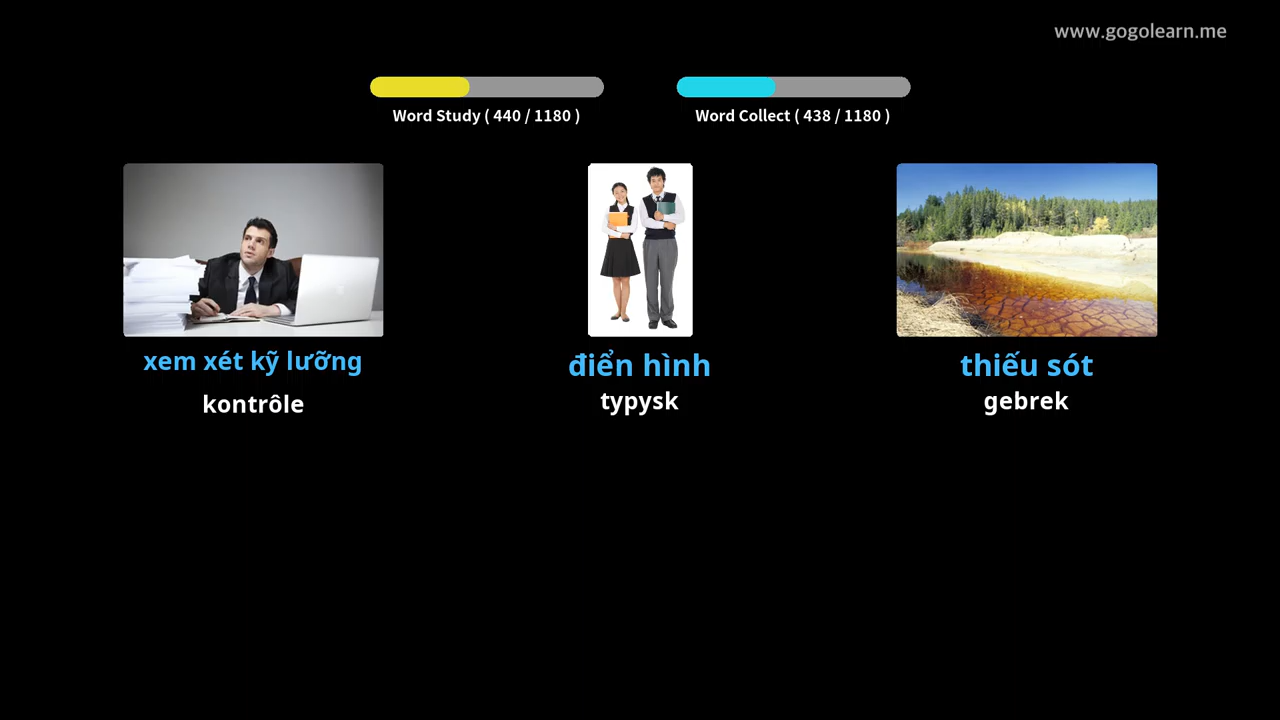 www.gogolearn.me
Word Study ( 440 / 1180 )
Word Collect ( 438 / 1180 )
xem xét kỹ lưỡng
kontrôle
điển hình
typysk
thiếu sót
gebrek